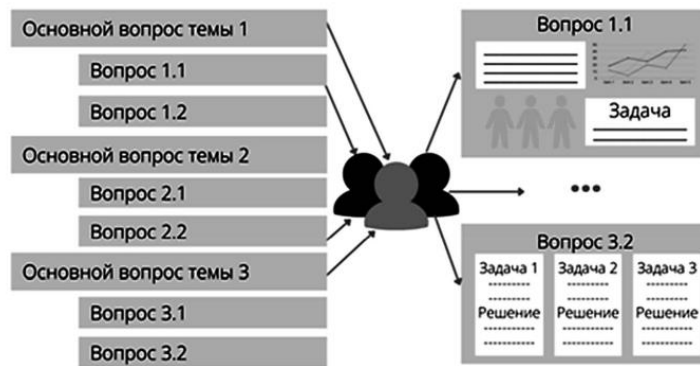 Основной вопрос темы 1
Вопрос 1.1
Вопрос 1.2
Основной вопрос темы 2
Вопрос 2.1
Вопрос 2.2
Основной вопрос темы 3
Вопрос 3.1
Вопрос 3.2
Вопрос 1.1
Задача
...
Вопрос 3.2
Задача 1 Задача 2 Задача 3
Решение Решение Решение